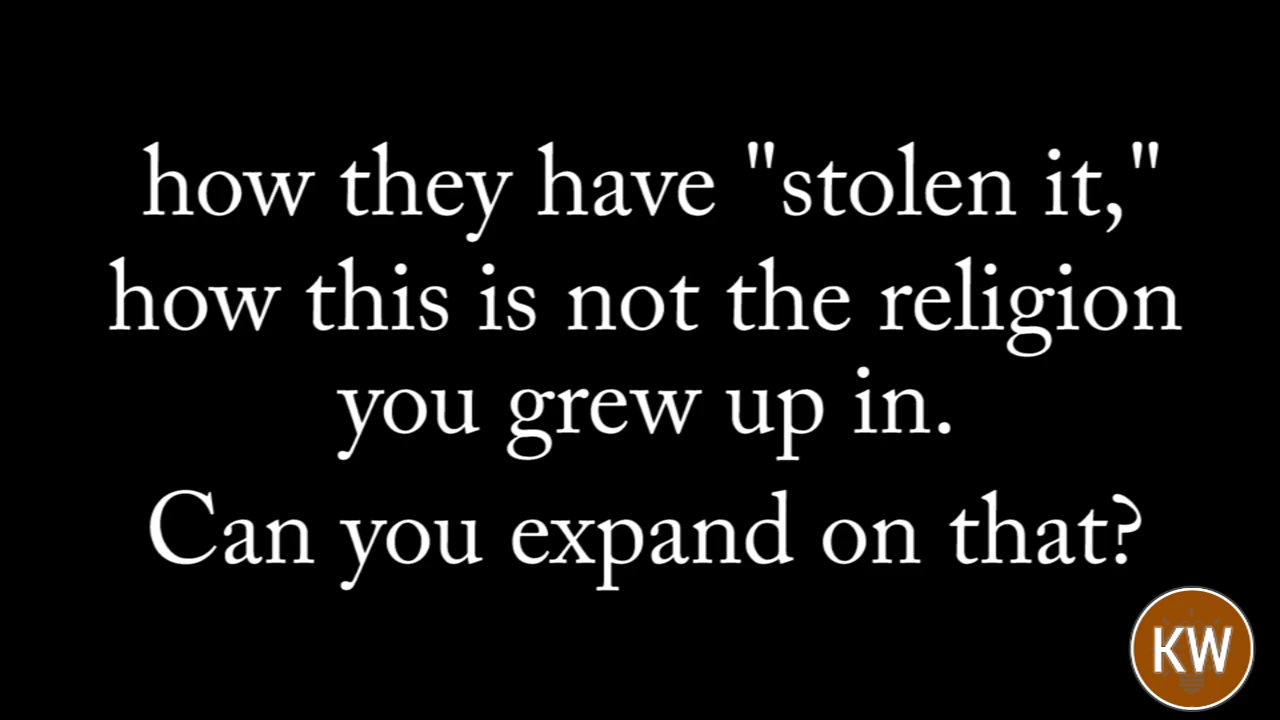 how they have "stolen it,"
how this is not the religion
you grew up in.
Can you expand on that?
KW